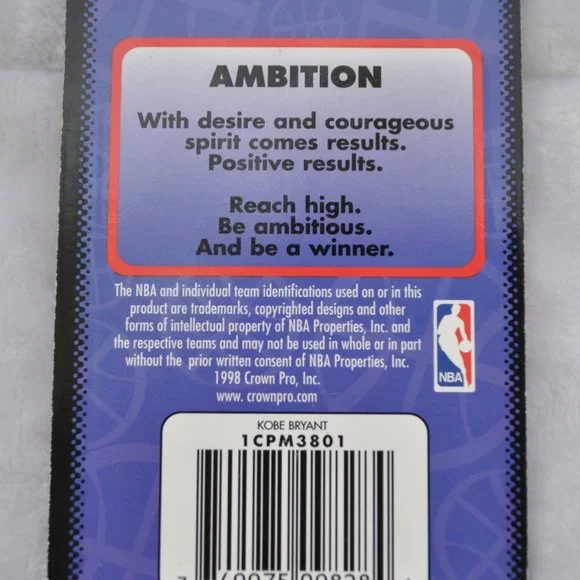 AMBITION
With desire and courageous
spirit comes results.
Positive results.
Reach high.
Be ambitious.
And be a winner.
The NBA and individual team identifications used on or in this
product are trademarks, copyrighted designs and other
forms of intellectual property of NBA Properties, Inc. and
the respective teams and may not be used in whole or in part
without the prior written consent of NBA Properties, Inc.
1998 Crown Pro, Inc.
www. crownpro.com
NBA
KOBE BRYANT
1CPM3801